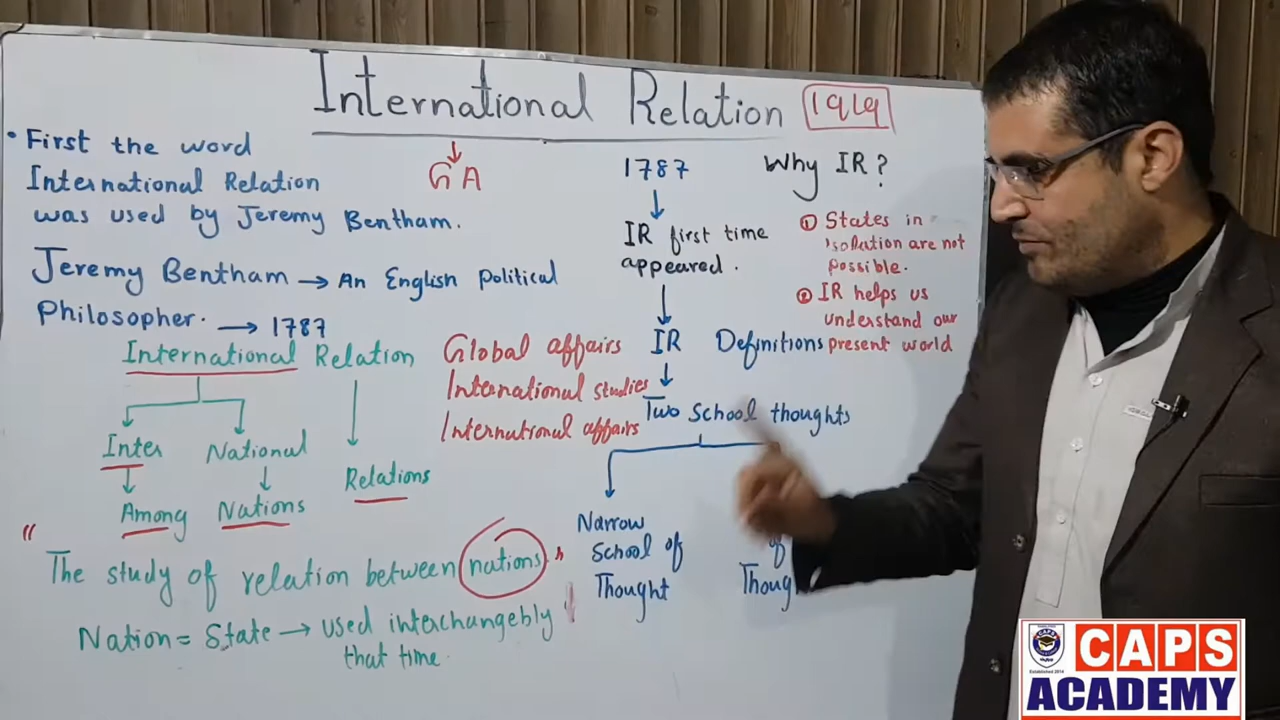 International Relation 1919
• First the word
International Relation
was used by Jeremy Bentham.
Jeremy Bentham → An English Political
Philosopher. → 1787
↓
GA
International Relation
Inter
National
Relations
↓
Among
↓
Nations
"The study of relation between nations"
Nation = State → used interchangebly
that time.
Global affairs
International studies
International affairs
1787
↓
IR first time
appeared.
↓
IR Definitions
↓
Two School thoughts
Narrow
School of
Thought
of
Why IR?
① States in
isolation are not
possible.
② IR helps us
understand our
present world
CAPS
ACADEMY